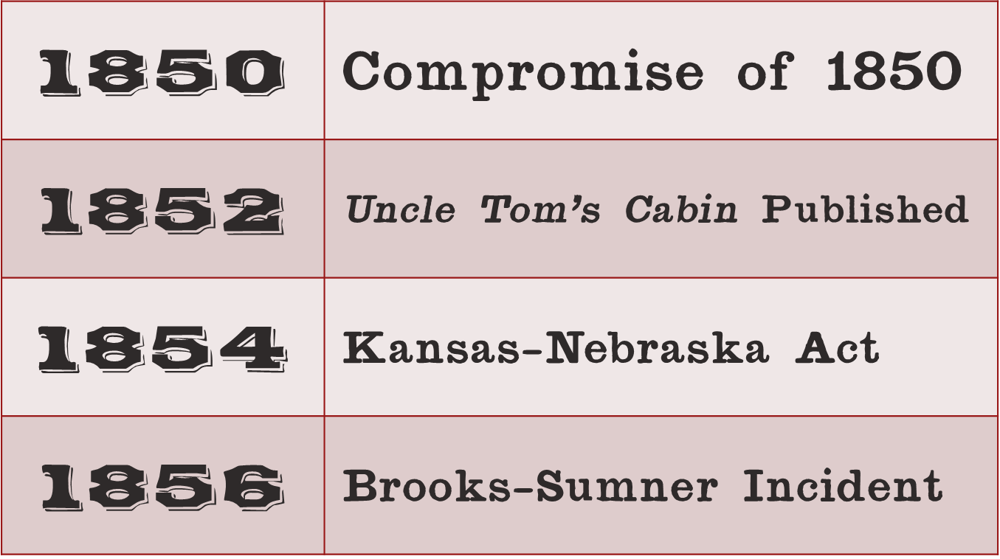 1850 Compromise of 1850
1852 Uncle Tom’s Cabin Published
1854 Kansas–Nebraska Act
1856 Brooks–Sumner Incident